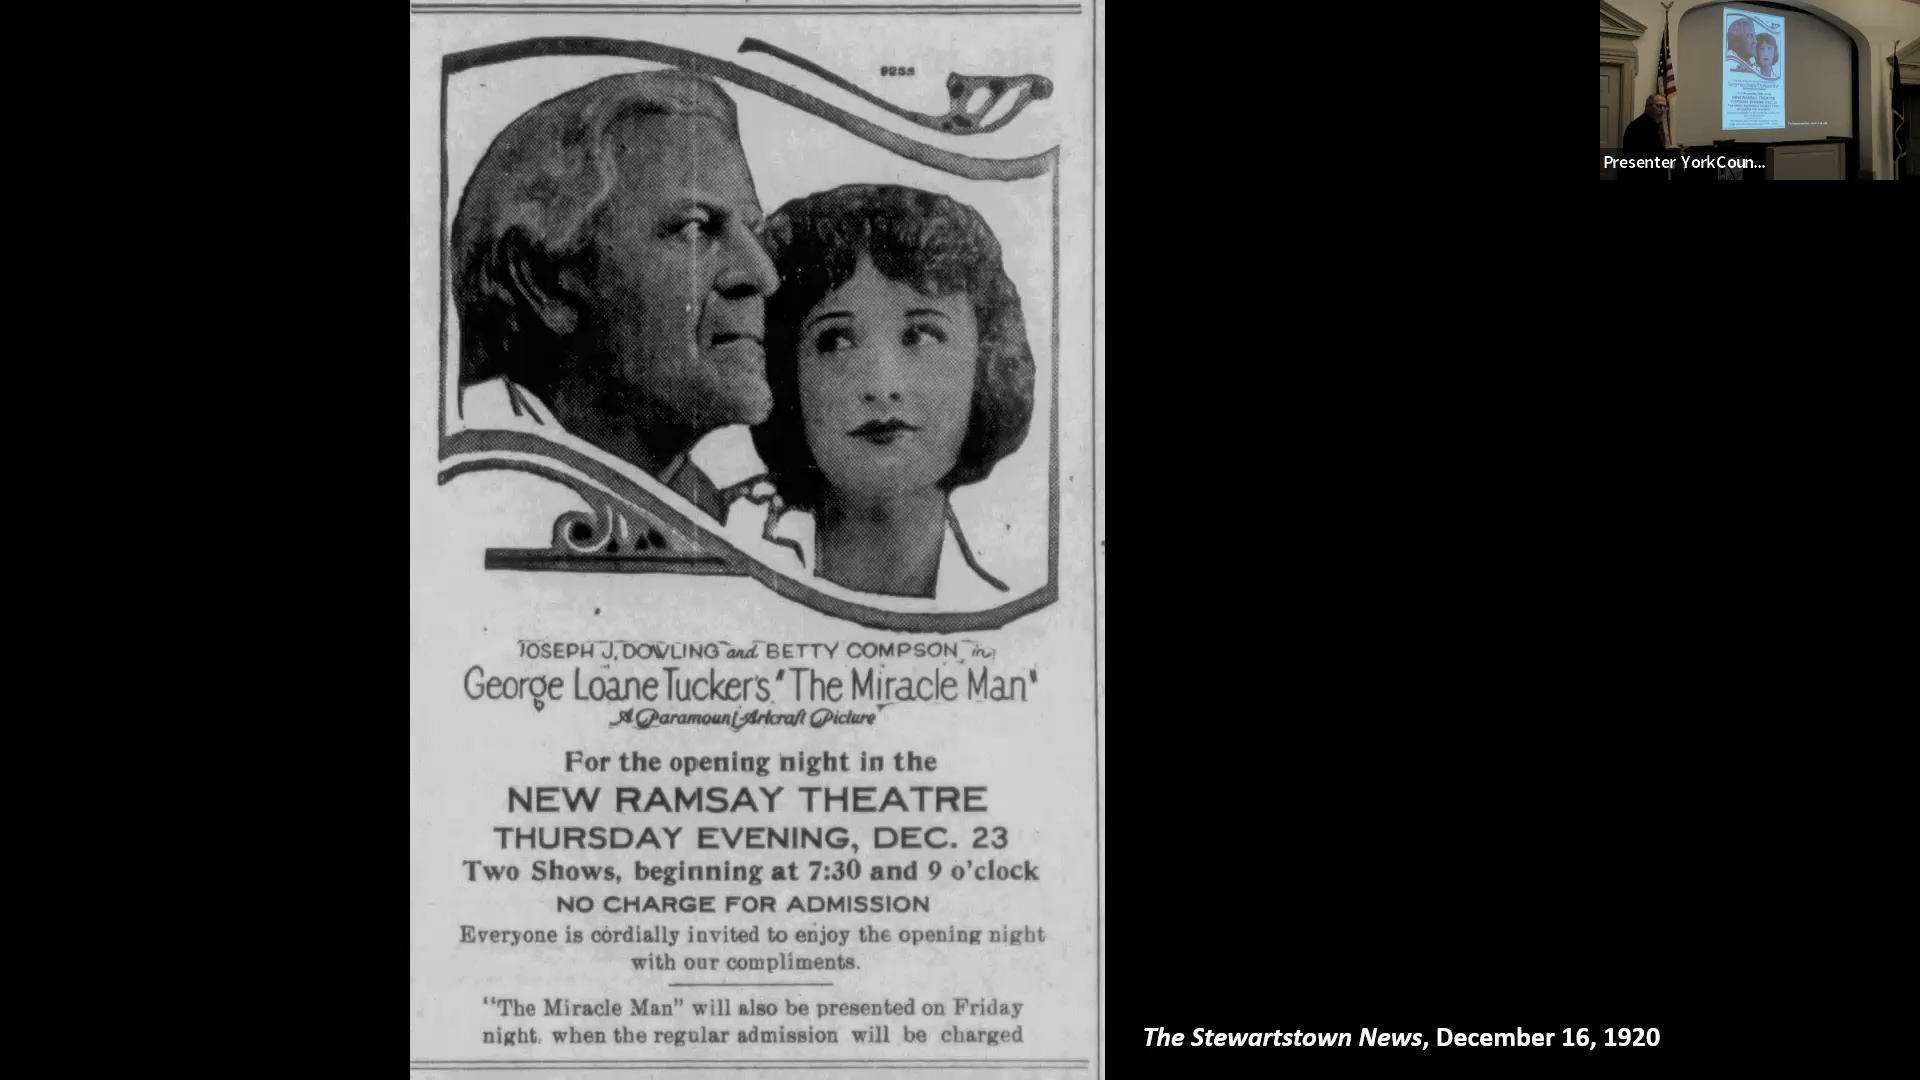 9255
JOSEPH J. DOWLING and BETTY COMPSON in
George Loane Tucker's "The Miracle Man"
A Paramount-Artcraft Picture
For the opening night in the
NEW RAMSAY THEATRE
THURSDAY EVENING, DEC. 23
Two Shows, beginning at 7:30 and 9 o'clock
NO CHARGE FOR ADMISSION
Everyone is cordially invited to enjoy the opening night
with our compliments.
"The Miracle Man" will also be presented on Friday
night, when the regular admission will be charged
The Stewartstown News, December 16, 1920
Presenter YorkCoun...